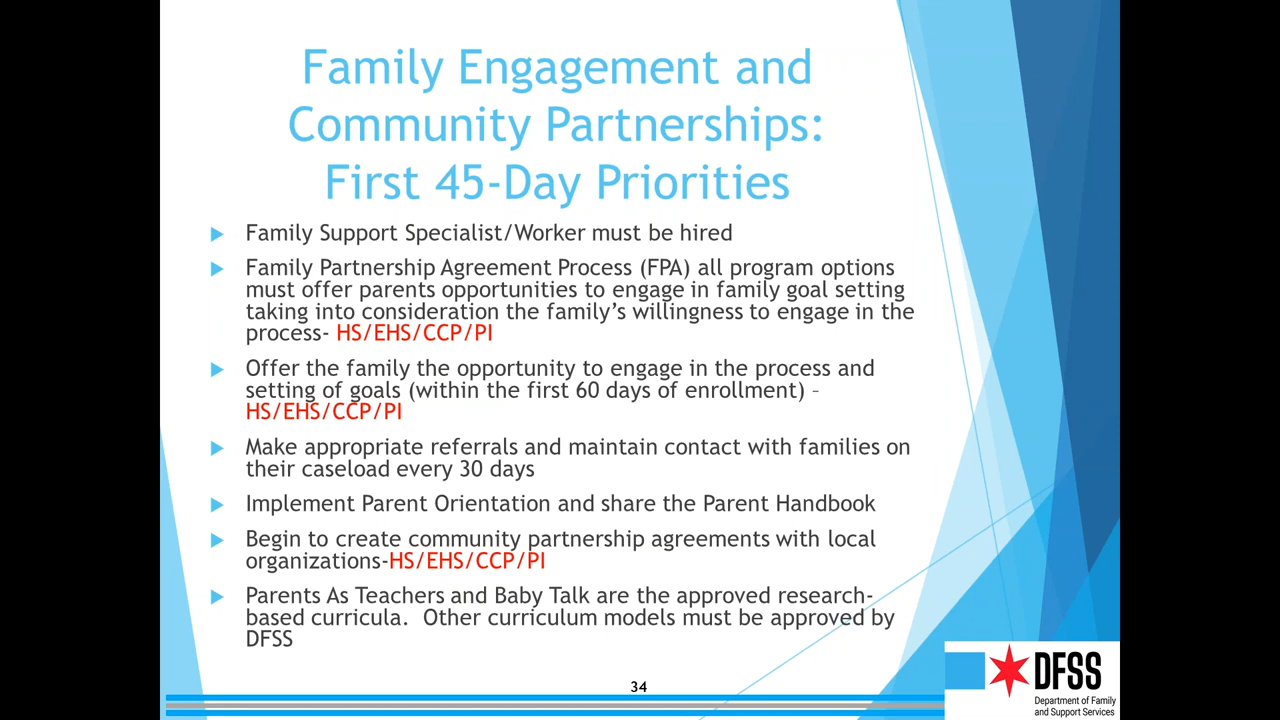 Family Engagement and
Community Partnerships:
First 45-Day Priorities
Family Support Specialist/Worker must be hired
Family Partnership Agreement Process (FPA) all program options
must offer parents opportunities to engage in family goal setting
taking into consideration the family's willingness to engage in the
process- HS/EHS/CCP/PI
Offer the family the opportunity to engage in the process and
setting of goals (within the first 60 days of enrollment) –
HS/EHS/CCP/PI
Make appropriate referrals and maintain contact with families on
their caseload every 30 days
Implement Parent Orientation and share the Parent Handbook
Begin to create community partnership agreements with local
organizations-HS/EHS/CCP/PI
Parents As Teachers and Baby Talk are the approved research-
based curricula.  Other curriculum models must be approved by
DFSS
34
DFSS
Department of Family
and Support Services